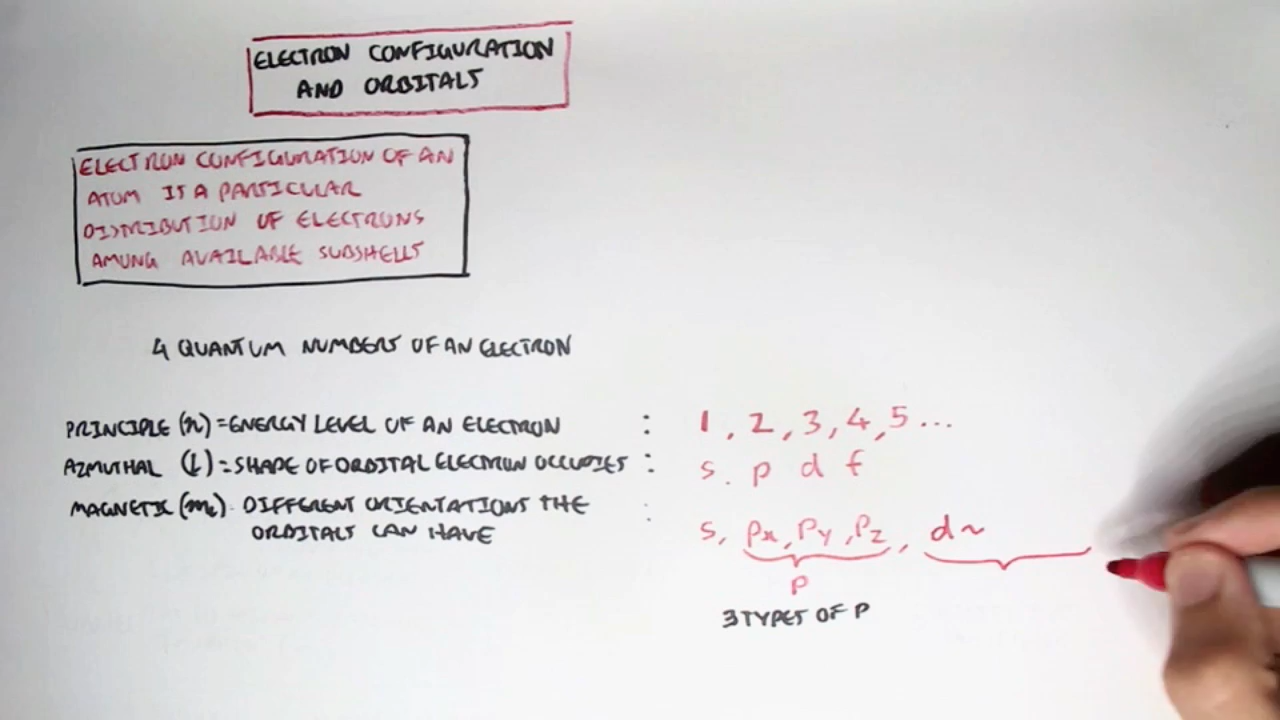 ELECTRON CONFIGURATION
AND ORBITALS
ELECTRON CONFIGURATION OF AN
ATOM IS A PARTICULAR
DISTRIBUTION OF ELECTRONS
AMUNG AVAILABLE SUBSHELLS
4 QUANTUM NUMBERS OF AN ELECTRON
PRINCIPLE (n) = ENERGY LEVEL OF AN ELECTRON : 1, 2, 3, 4, 5...
AZMUTHAL (l) = SHAPE OF ORBITAL ELECTRON OCCUPIES : s. p d f
MAGNETIC (mℓ) . DIFFERENT ORIENTATIONS THE
ORBITALS CAN HAVE : s, Px, Py, Pz, d~
P
3 TYPES OF P